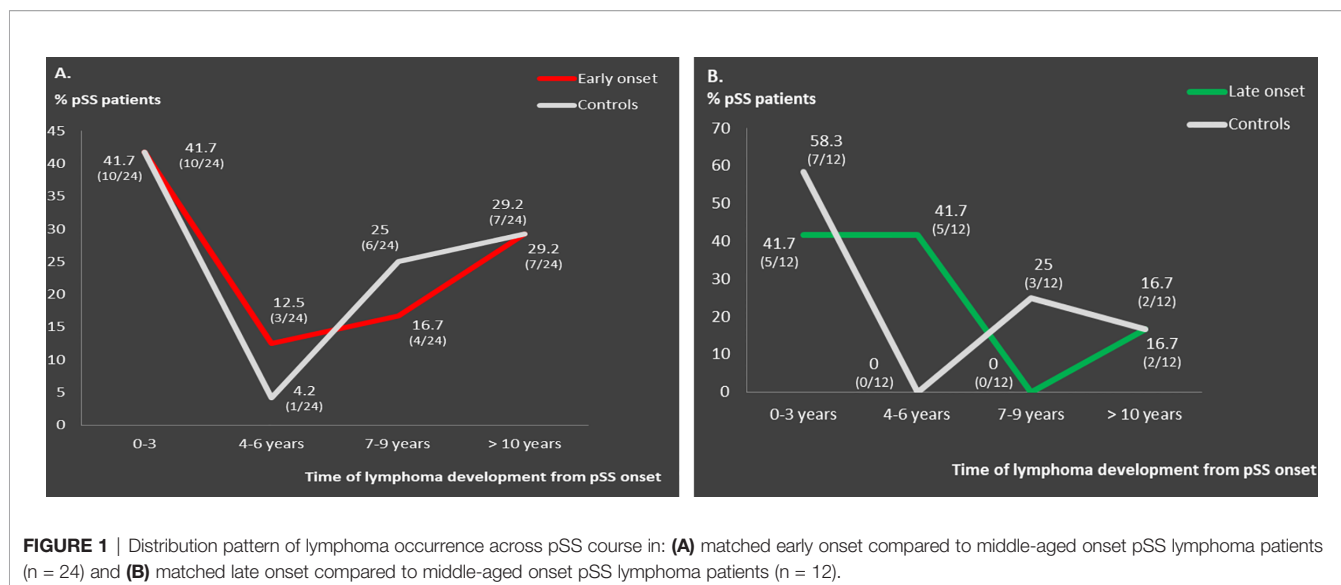 A.
% pSS patients
Early onset
Controls
45
40
35
30
25
20
15
10
5
0
41.7
(10/24)
41.7
(10/24)
12.5
(3/24)
4.2
(1/24)
25
(6/24)
16.7
(4/24)
29.2
(7/24)
29.2
(7/24)
0-3
4-6 years
7-9 years
> 10 years
Time of lymphoma development from pSS onset
B.
% pSS patients
Late onset
Controls
70
60
50
40
30
20
10
0
58.3
(7/12)
41.7
(5/12)
41.7
(5/12)
0
(0/12)
25
(3/12)
0
(0/12)
16.7
(2/12)
16.7
(2/12)
0-3 years
4-6 years
7-9 years
> 10 years
Time of lymphoma development from pSS onset
FIGURE 1 | Distribution pattern of lymphoma occurrence across pSS course in: (A) matched early onset compared to middle-aged onset pSS lymphoma patients
(n = 24) and (B) matched late onset compared to middle-aged onset pSS lymphoma patients (n = 12).